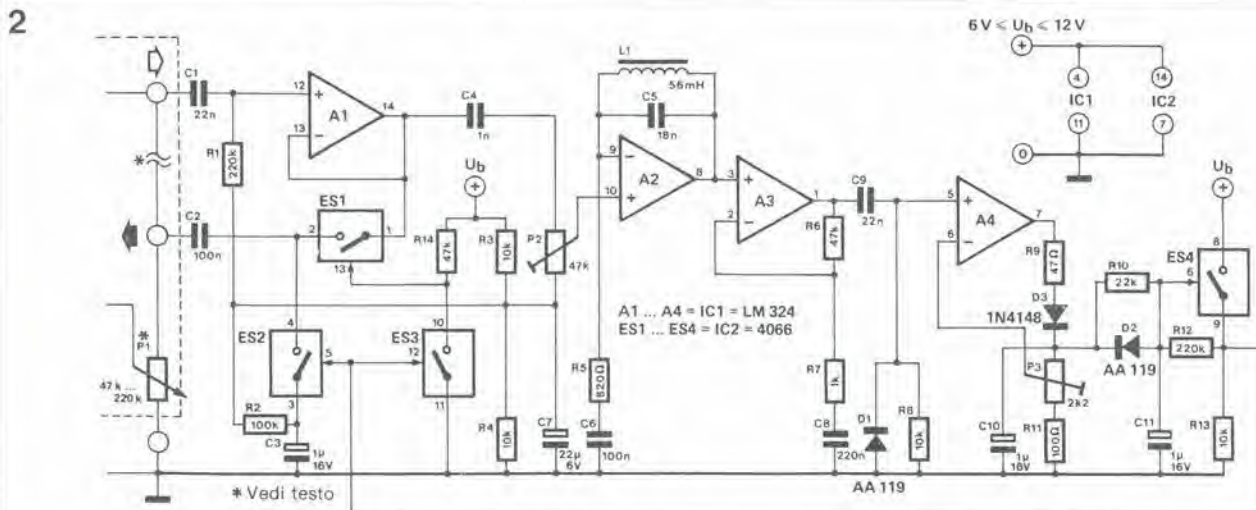 2
6 V < Ub < 12 V
L1
56mH
C1
22n
12
A1
14
13
C4
1n
C5
18n
4
IC1
11
14
IC2
7
0
*
R1
220k
Ub
9
A2
8
10
3
A3
1
2
C9
22n
5
A4
7
6
Ub
C2
100n
ES1
2
1
13
R14
47k
R3
10k
P2
47k
R6
47k
R9
47Ω
R10
22k
8
ES4
6
9
A1 ... A4 = IC1 = LM 324
ES1 ... ES4 = IC2 = 4066
D3
1N4148
D2
AA 119
R12
220k
*
P1
47 k ...
220k
ES2
4
5
3
ES3
10
12
11
R5
820Ω
R7
1k
P3
2k2
R2
100k
C3
1µ
16V
R4
10k
C7
22µ
6V
C6
100n
C8
220n
D1
AA 119
R8
10k
C10
1µ
16V
R11
100Ω
C11
1µ
16V
R13
10k
* Vedi testo